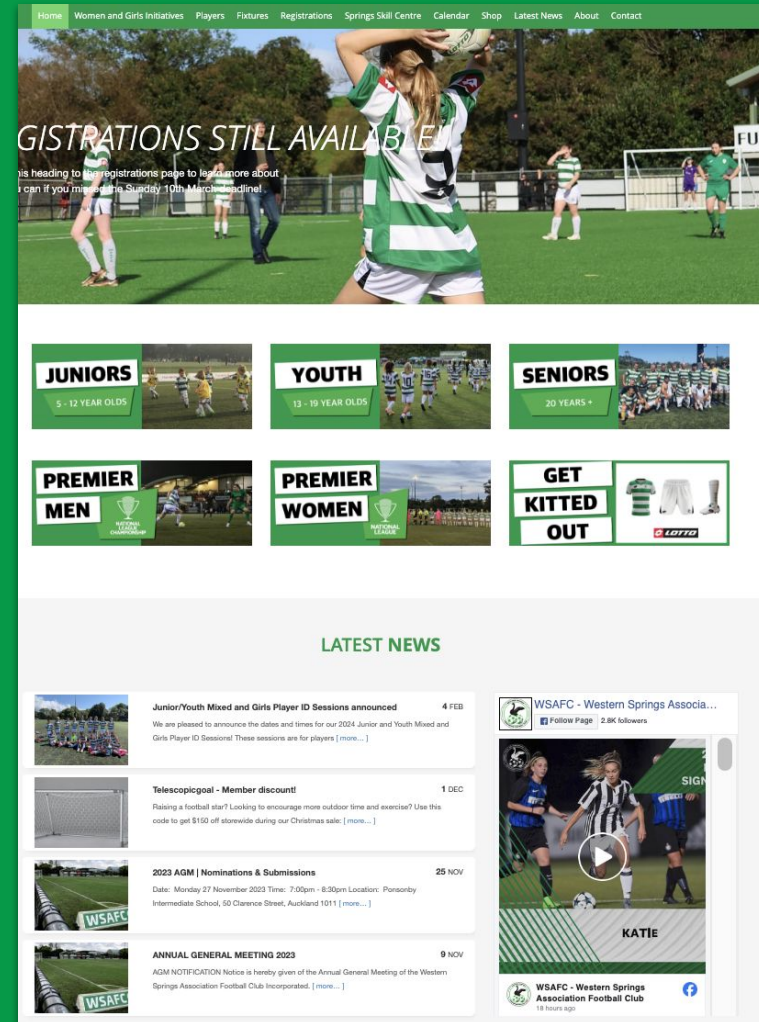 Home Women and Girls Initiatives Players Fixtures Registrations Springs Skill Centre Calendar Shop Latest News About Contact
GISTRATIONS STILL AVAILABLE!
his heading to the registrations page to learn more about
u can if you missed the Sunday 10th March deadline!
FU
JUNIORS
5 - 12 YEAR OLDS
YOUTH
13 - 19 YEAR OLDS
SENIORS
20 YEARS +
PREMIER
MEN
NATIONAL
LEAGUE
CHAMPIONSHIP
PREMIER
WOMEN
NATIONAL
LEAGUE
GET
KITTED
OUT
LOTTO
LATEST NEWS
Junior/Youth Mixed and Girls Player ID Sessions announced 4 FEB
We are pleased to announce the dates and times for our 2024 Junior and Youth Mixed and
Girls Player ID Sessions! These sessions are for players [ more... ]
Telescopicgoal - Member discount! 1 DEC
Raising a football star? Looking to encourage more outdoor time and exercise? Use this
code to get $150 off storewide during our Christmas sale: [ more... ]
WSAFC
2023 AGM | Nominations & Submissions 25 NOV
Date: Monday 27 November 2023 Time: 7:00pm - 8:30pm Location: Ponsonby
Intermediate School, 50 Clarence Street, Auckland 1011 [ more... ]
WSAFC
ANNUAL GENERAL MEETING 2023 9 NOV
AGM NOTIFICATION Notice is hereby given of the Annual General Meeting of the Western
Springs Association Football Club Incorporated. [ more... ]
WSAFC - Western Springs Associa...
Follow Page 2.8K followers
SIGN
KATIE
WSAFC - Western Springs
Association Football Club
18 hours ago